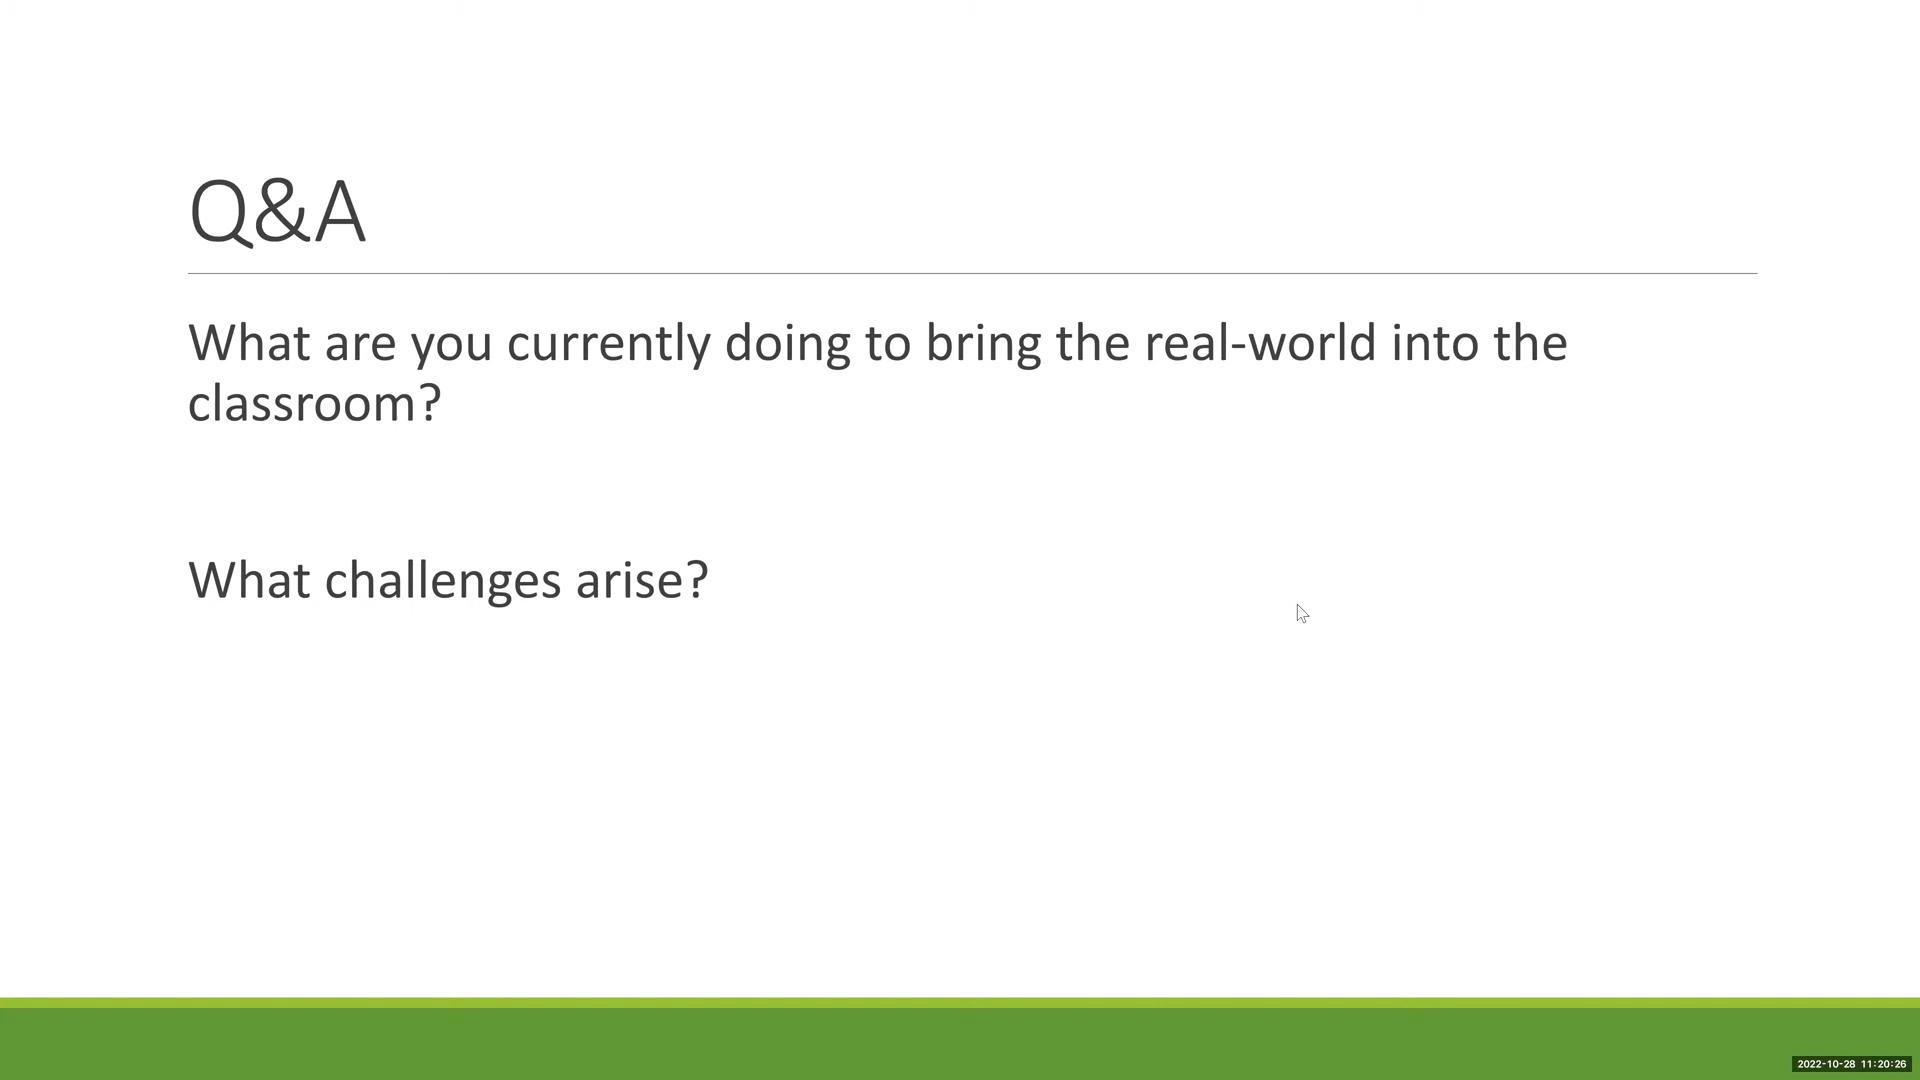 Q&A
What are you currently doing to bring the real-world into the
classroom?
What challenges arise?
2022-10-28 11:20:26